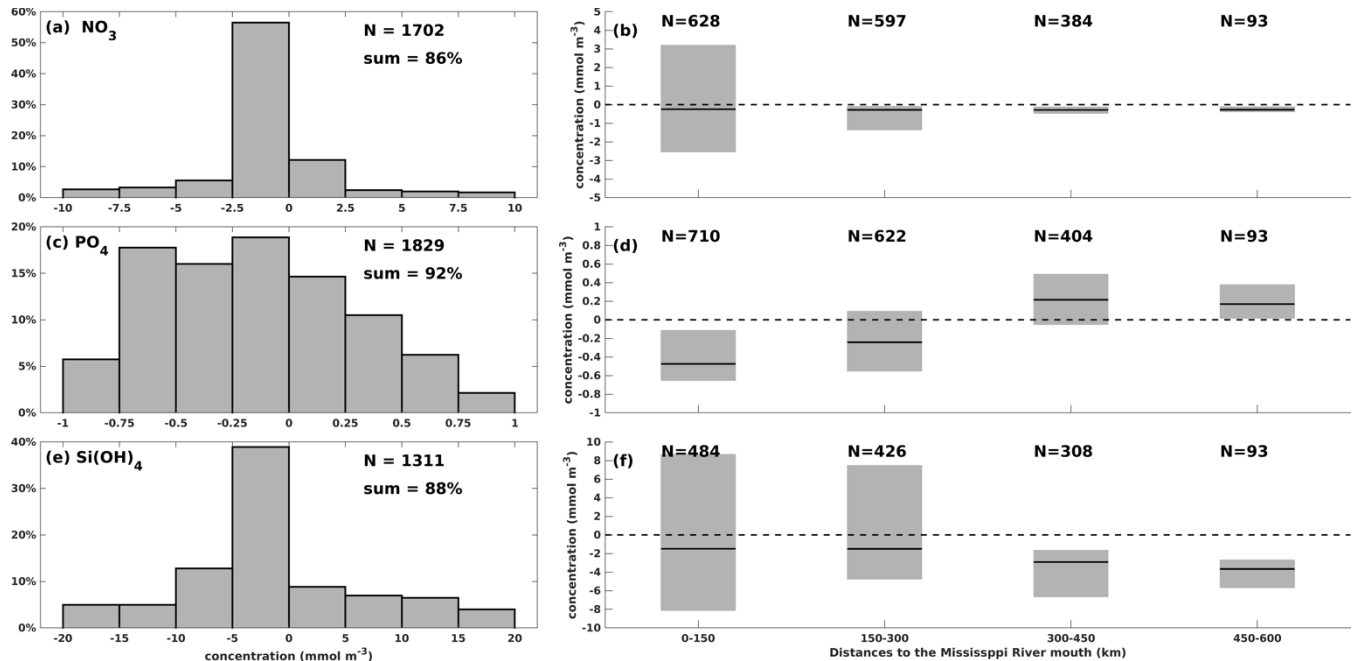 (a) NO3
N = 1702
sum = 86%
60%
50%
40%
30%
20%
10%
0%
-10 -7.5 -5 -2.5 0 2.5 5 7.5 10
(b)
N=628 N=597 N=384 N=93
concentration (mmol m-3)
5
4
3
2
1
0
-1
-2
-3
-4
5
(c) PO4
N = 1829
sum = 92%
20%
15%
10%
5%
0%
-1 -0.75 -0.5 -0.25 0 0.25 0.5 0.75 1
(d)
N=710 N=622 N=404 N=93
concentration (mmol m-3)
1
0.8
0.6
0.4
0.2
0
-0.2
-0.4
-0.6
-0.8
-1
(e) Si(OH)4
N = 1311
sum = 88%
40%
30%
20%
10%
0%
-20 -15 -10 -5 0 5 10 15 20
concentration (mmol m-3)
(f)
N=484 N=426 N=308 N=93
concentration (mmol m-3)
10
8
6
4
2
0
-2
-4
-6
-8
-10
0-150 150-300 300-450 450-600
Distances to the Missisppi River mouth (km)